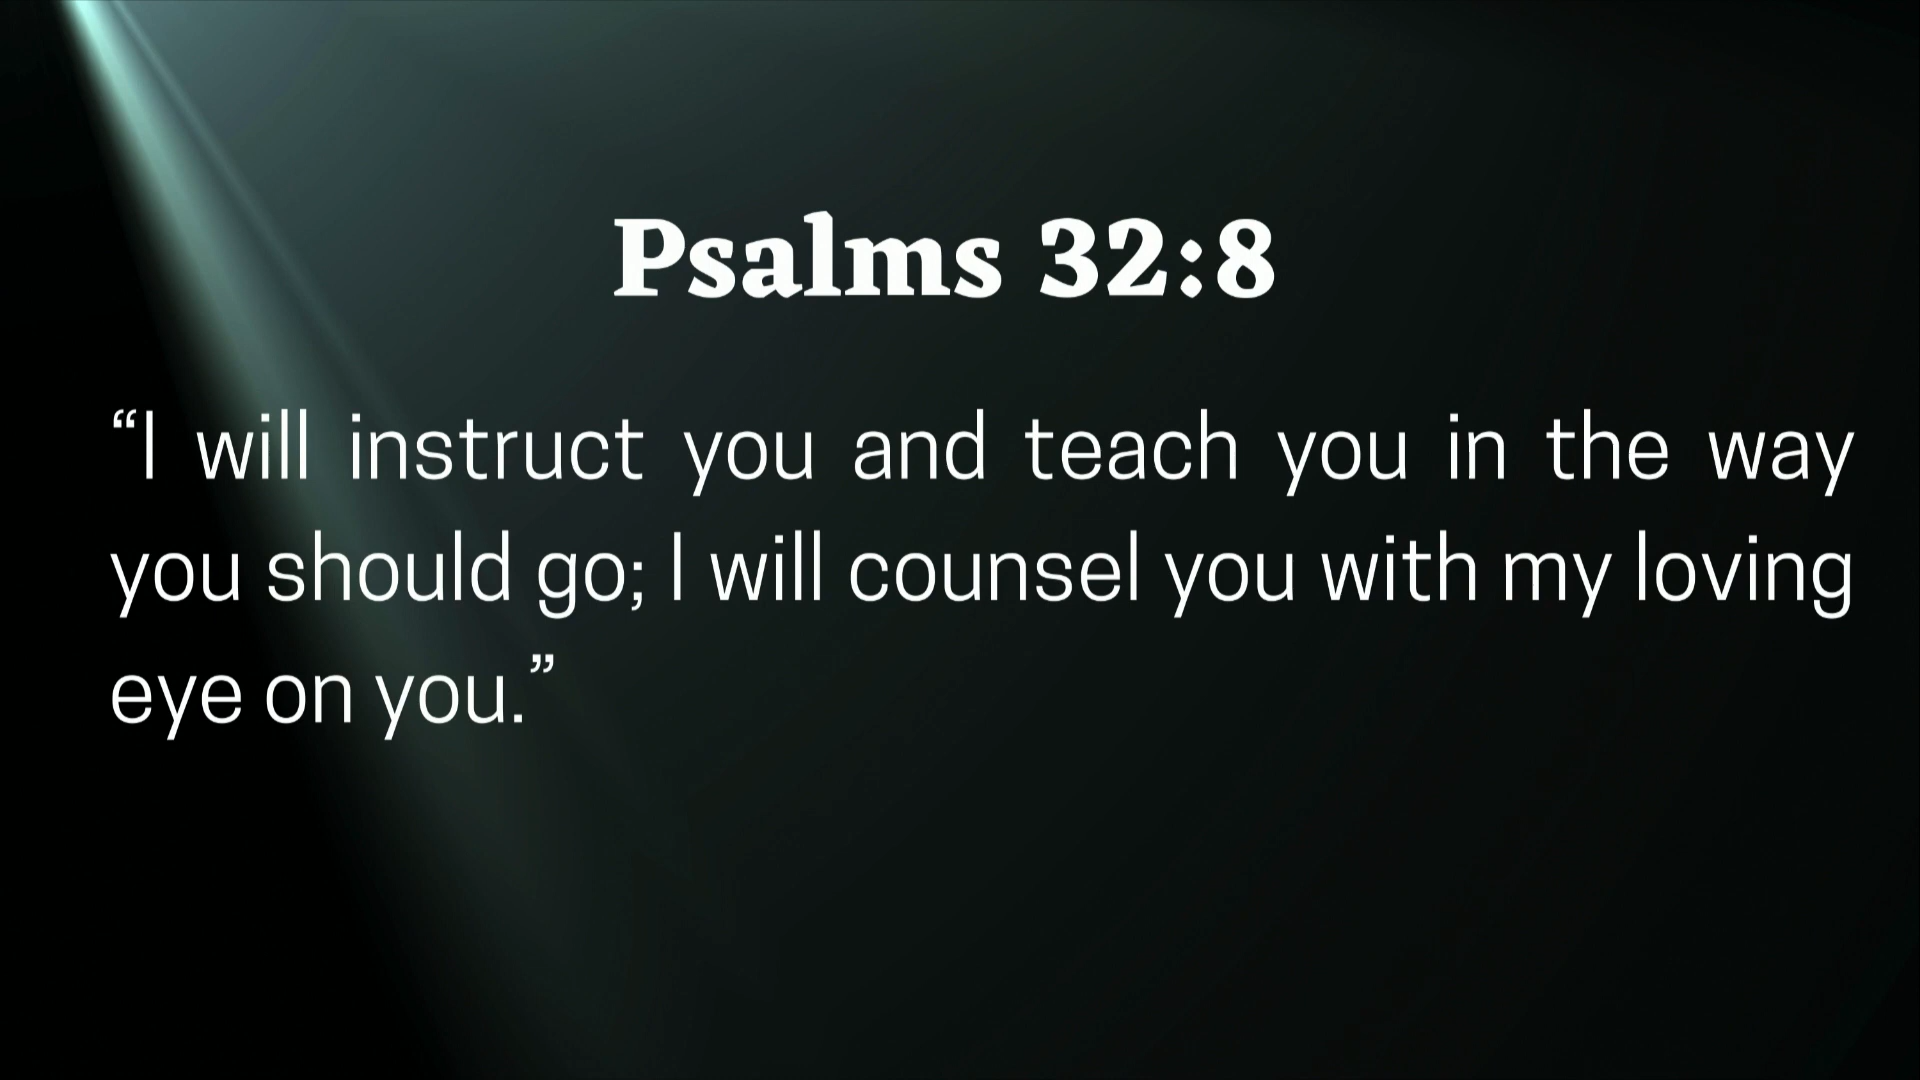 Psalms 32:8
“I will instruct you and teach you in the way
you should go; I will counsel you with my loving
eye on you.”